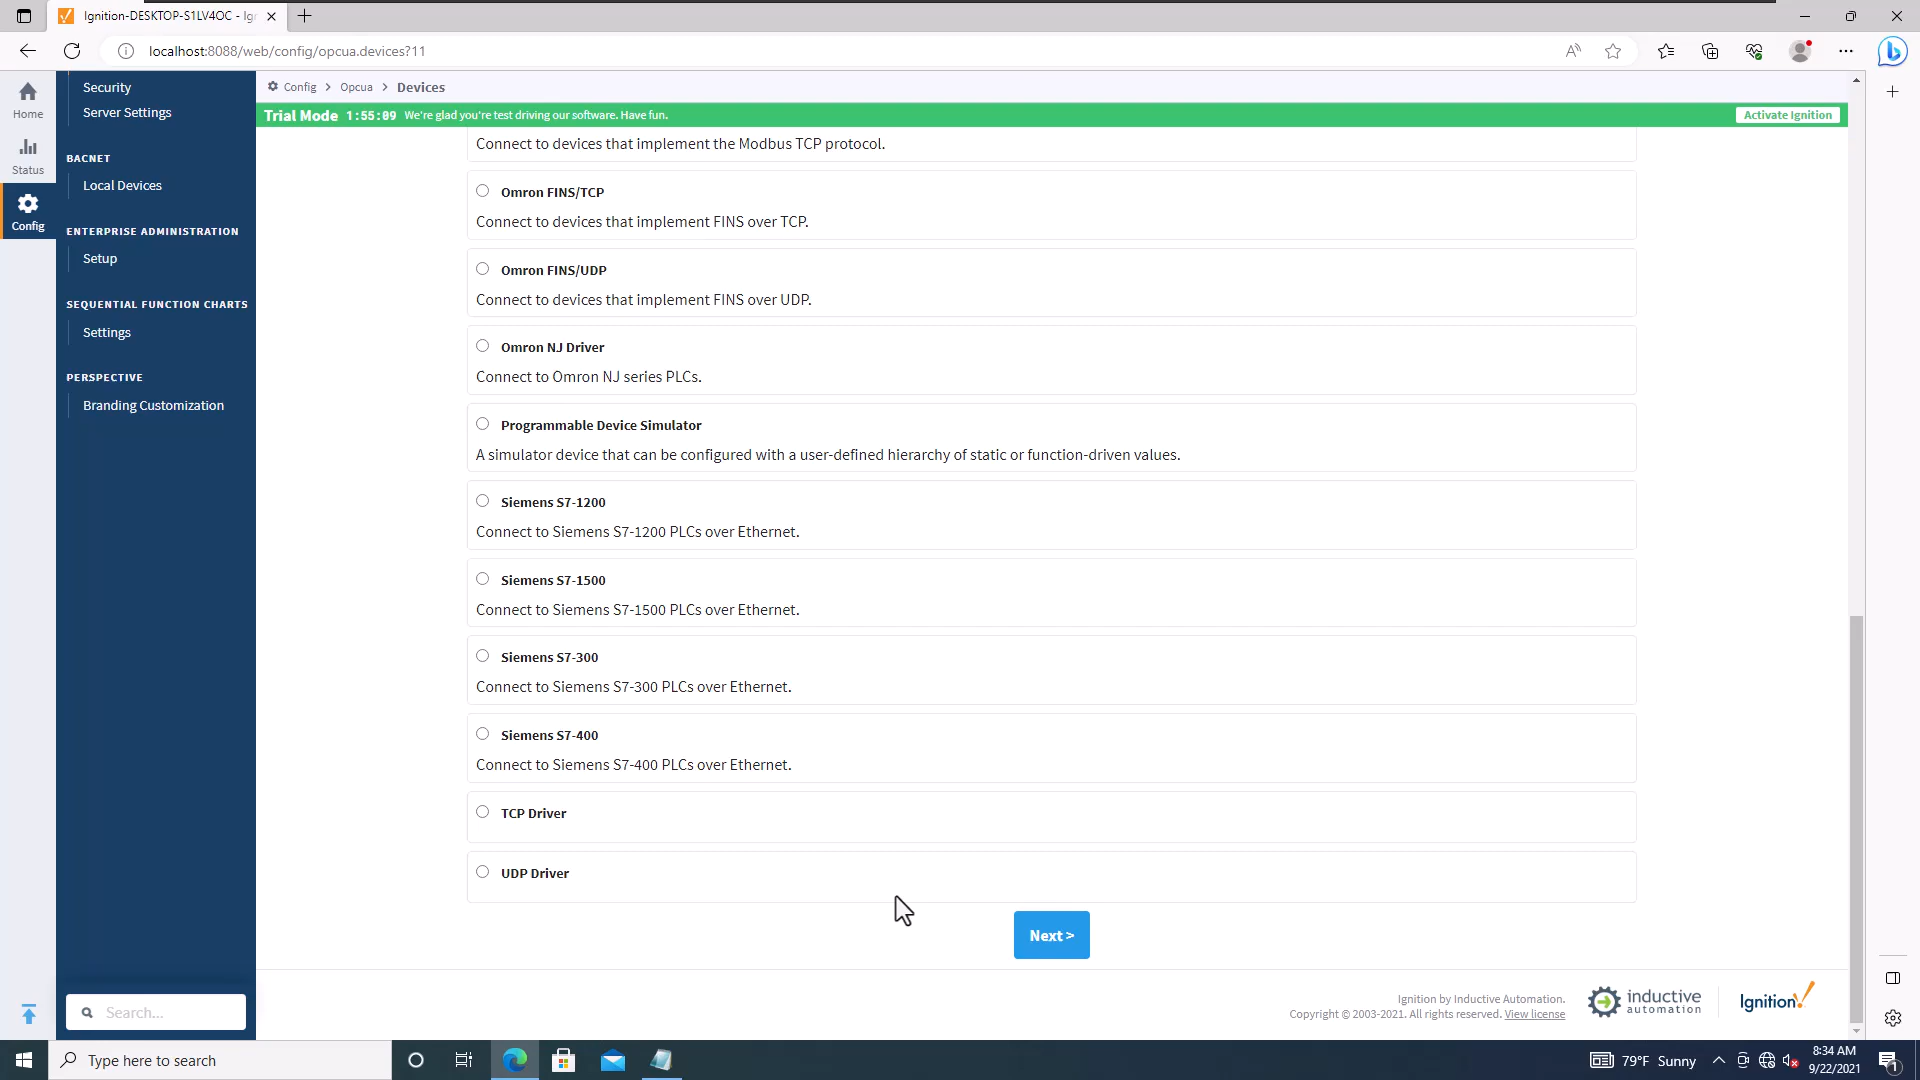 Ignition-DESKTOP-S1LV4OC - Ig
localhost:8088/web/config/opcua.devices?11
Home
Status
Config
Security
Server Settings
BACNET
Local Devices
ENTERPRISE ADMINISTRATION
Setup
SEQUENTIAL FUNCTION CHARTS
Settings
PERSPECTIVE
Branding Customization
Search...
Config > Opcua > Devices
Trial Mode 1:55:09 We're glad you're test driving our software. Have fun.
Activate Ignition
Connect to devices that implement the Modbus TCP protocol.
Omron FINS/TCP
Connect to devices that implement FINS over TCP.
Omron FINS/UDP
Connect to devices that implement FINS over UDP.
Omron NJ Driver
Connect to Omron NJ series PLCs.
Programmable Device Simulator
A simulator device that can be configured with a user-defined hierarchy of static or function-driven values.
Siemens S7-1200
Connect to Siemens S7-1200 PLCs over Ethernet.
Siemens S7-1500
Connect to Siemens S7-1500 PLCs over Ethernet.
Siemens S7-300
Connect to Siemens S7-300 PLCs over Ethernet.
Siemens S7-400
Connect to Siemens S7-400 PLCs over Ethernet.
TCP Driver
UDP Driver
Next >
Ignition by Inductive Automation.
Copyright © 2003-2021. All rights reserved. View license
inductive
automation
Ignition!
Type here to search
79°F Sunny
8:34 AM
9/22/2021
1